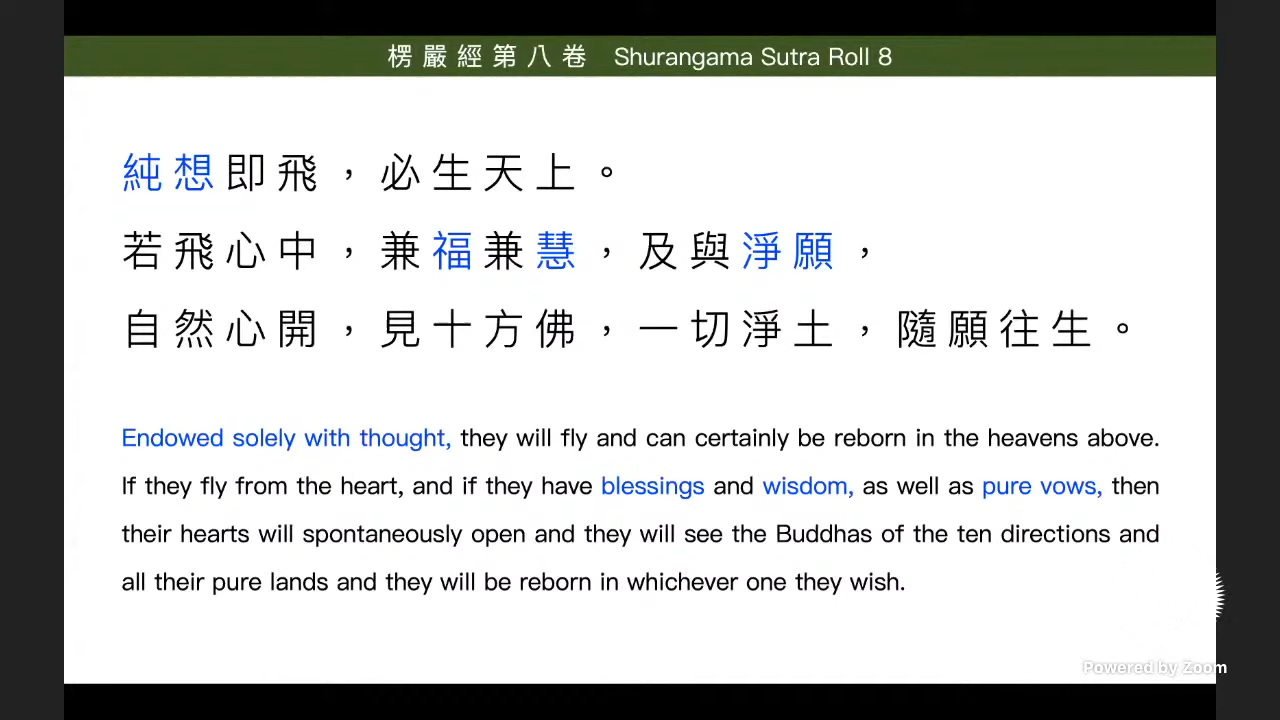 楞嚴經第八卷 Shurangama Sutra Roll 8
純想即飛，必生天上。
若飛心中，兼福兼慧，及與淨願，
自然心開，見十方佛，一切淨土，隨願往生。
Endowed solely with thought, they will fly and can certainly be reborn in the heavens above.
If they fly from the heart, and if they have blessings and wisdom, as well as pure vows, then
their hearts will spontaneously open and they will see the Buddhas of the ten directions and
all their pure lands and they will be reborn in whichever one they wish.
Powered by Zoom